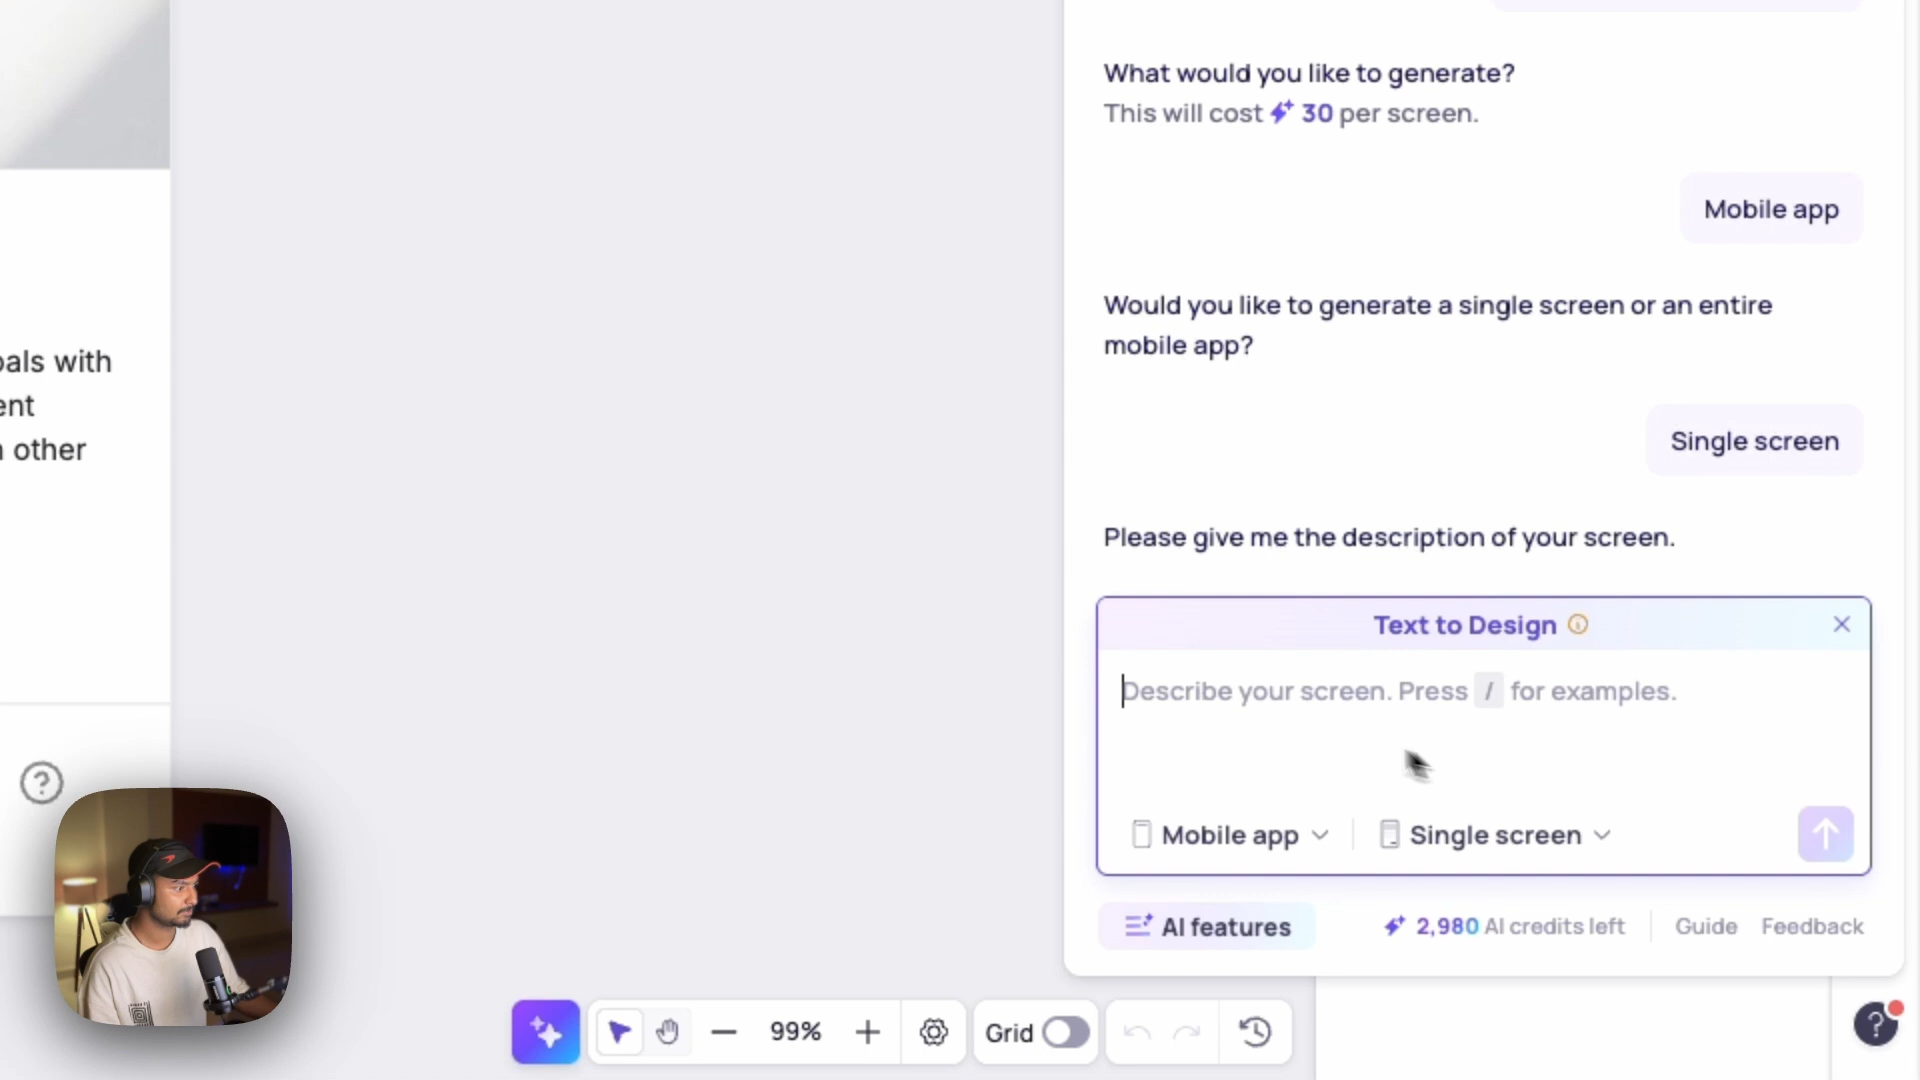 What would you like to generate?
This will cost 30 per screen.
Mobile app
Would you like to generate a single screen or an entire
mobile app?
Single screen
Please give me the description of your screen.
with
other
Text to Design
Describe your screen. Press / for examples.
Mobile app
Single screen
AI features
2,980 AI credits left
Guide
Feedback
99%
Grid